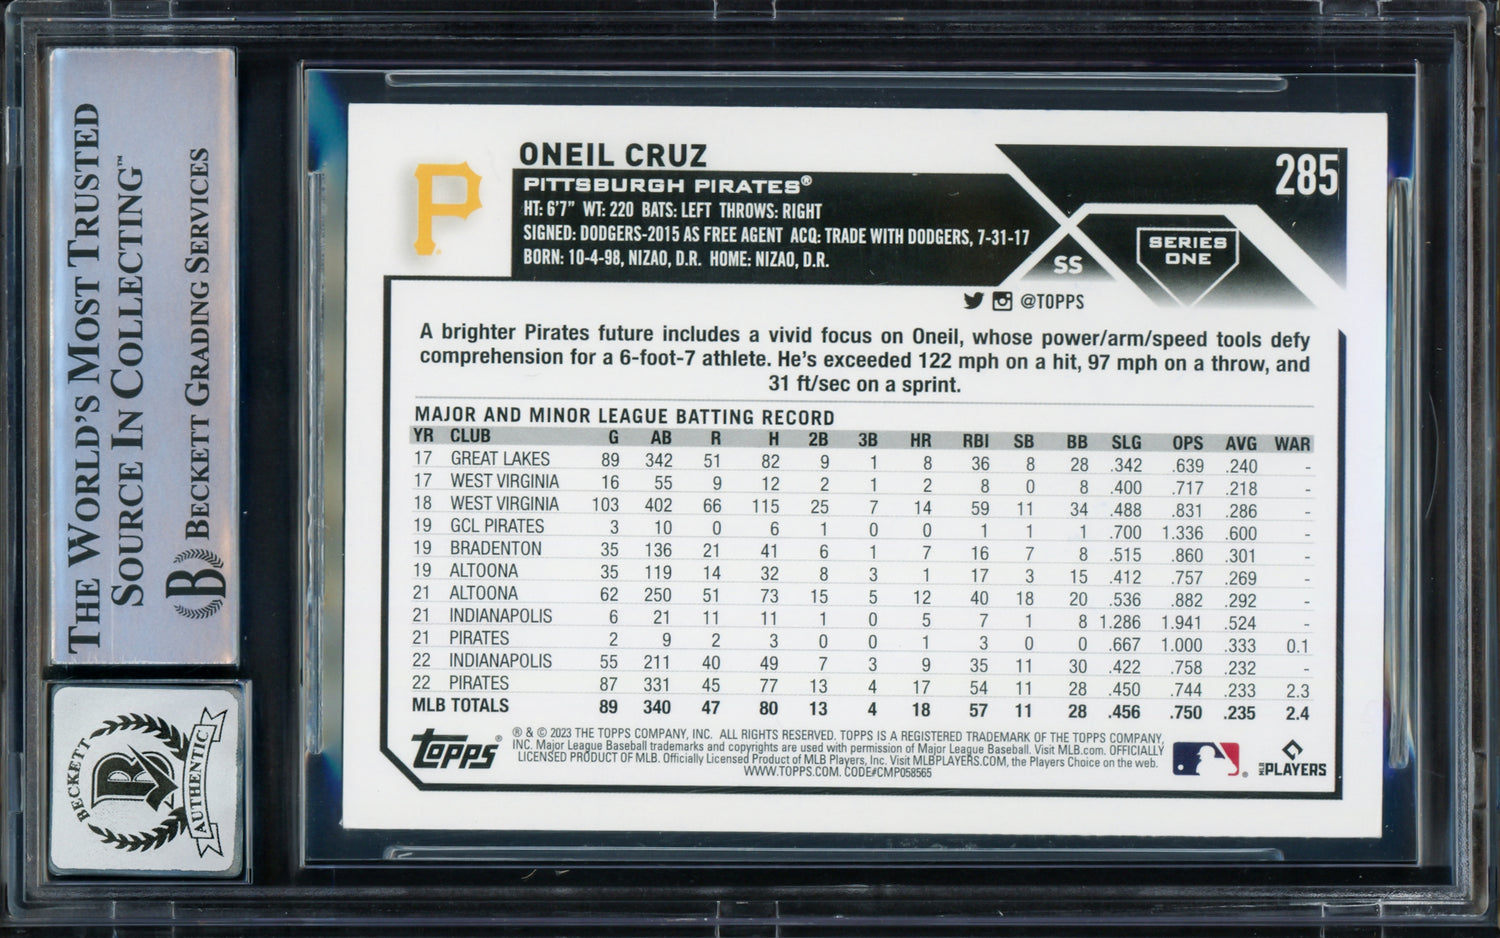 THE WORLD'S MOST TRUSTED
SOURCE IN COLLECTING™
BECKETT GRADING SERVICES
B
BECKETT
B
AUTHENTIC
P
ONEIL CRUZ
285
PITTSBURGH PIRATES®
HT: 6'7" WT: 220 BATS: LEFT THROWS: RIGHT
SIGNED: DODGERS-2015 AS FREE AGENT ACQ: TRADE WITH DODGERS, 7-31-17
BORN: 10-4-98, NIZAO, D.R. HOME: NIZAO, D.R.
SS
SERIES
ONE
@TOPPS
A brighter Pirates future includes a vivid focus on Oneil, whose power/arm/speed tools defy
comprehension for a 6-foot-7 athlete. He's exceeded 122 mph on a hit, 97 mph on a throw, and
31 ft/sec on a sprint.
MAJOR AND MINOR LEAGUE BATTING RECORD
YR CLUB G AB R H 2B 3B HR RBI SB BB SLG OPS AVG WAR
17 GREAT LAKES 89 342 51 82 9 1 8 36 8 28 .342 .639 .240 -
17 WEST VIRGINIA 16 55 9 12 2 1 2 8 0 8 .400 .717 .218 -
18 WEST VIRGINIA 103 402 66 115 25 7 14 59 11 34 .488 .831 .286 -
19 GCL PIRATES 3 10 0 6 1 0 0 1 1 1 .700 1.336 .600 -
19 BRADENTON 35 136 21 41 6 1 7 16 7 8 .515 .860 .301 -
19 ALTOONA 35 119 14 32 8 3 1 17 3 15 .412 .757 .269 -
21 ALTOONA 62 250 51 73 15 5 12 40 18 20 .536 .882 .292 -
21 INDIANAPOLIS 6 21 11 11 1 0 5 7 1 8 1.286 1.941 .524 -
21 PIRATES 2 9 2 3 0 0 1 3 0 0 .667 1.000 .333 0.1
22 INDIANAPOLIS 55 211 40 49 7 3 9 35 11 30 .422 .758 .232 -
22 PIRATES 87 331 45 77 13 4 17 54 11 28 .450 .744 .233 2.3
MLB TOTALS 89 340 47 80 13 4 18 57 11 28 .456 .750 .235 2.4
TOPPS®
® & © 2023 THE TOPPS COMPANY, INC. ALL RIGHTS RESERVED. TOPPS IS A REGISTERED TRADEMARK OF THE TOPPS COMPANY,
INC. Major League Baseball trademarks and copyrights are used with permission of Major League Baseball. Visit MLB.com. OFFICIALLY
LICENSED PRODUCT OF MLB. Officially Licensed Product of MLB Players, Inc. Visit MLBPLAYERS.COM, the Players Choice on the web.
WWW.TOPPS.COM. CODE#CMP058565
MLB PLAYERS